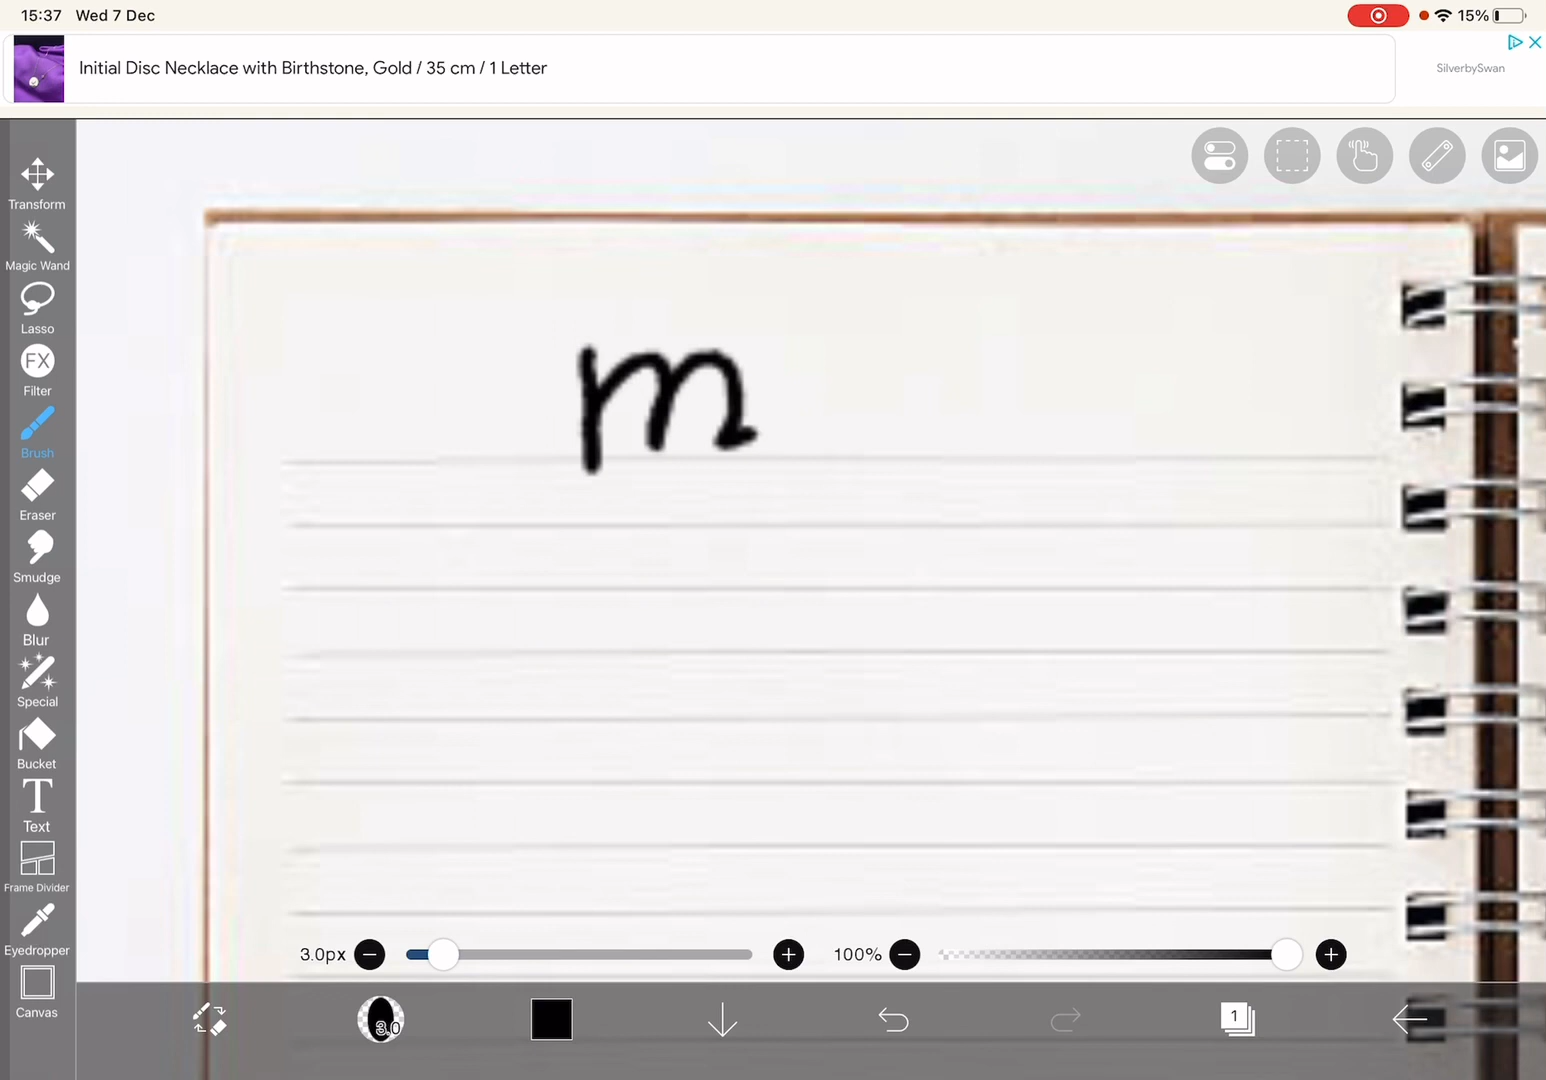 15:37 Wed 7 Dec
15%
Initial Disc Necklace with Birthstone, Gold / 35 cm / 1 Letter
SilverbySwan
Transform
Magic Wand
Lasso
FX
Filter
Brush
Eraser
Smudge
Blur
Special
Bucket
T
Text
Frame Divider
Eyedropper
Canvas
m
3.0px
100%
3.0
1